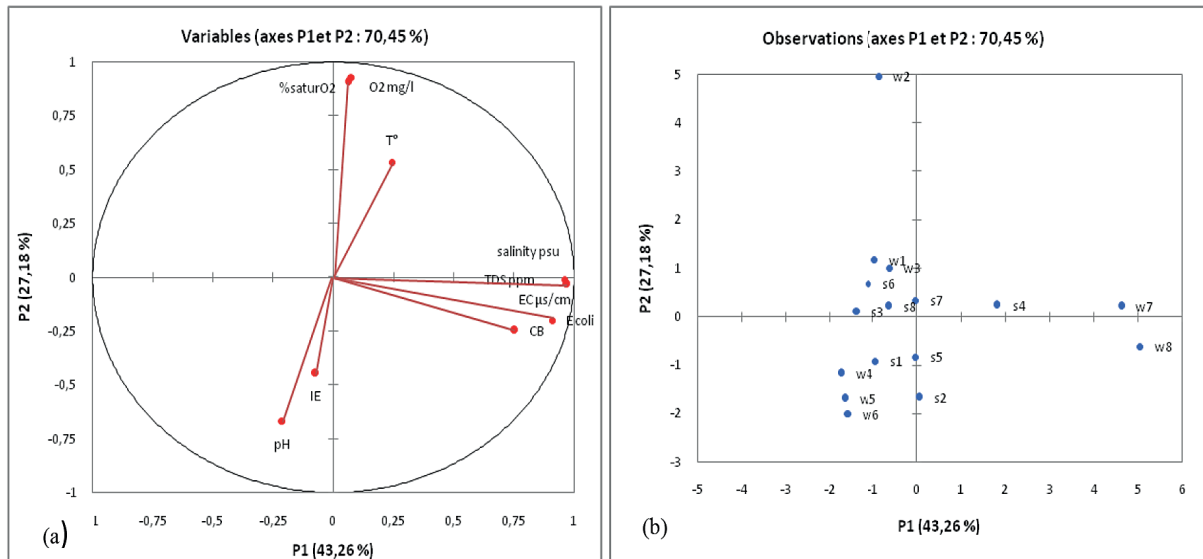 Variables (axes P1 et P2 : 70,45 %)
1
0,75
0,5
0,25
0
-0,25
-0,5
-0,75
-1
P2 (27,18 %)
%saturO2
O2 mg/l
T°
salinity psu
TDS ppm
EC µs/cm
E coli
CB
IE
pH
1
-0,75
-0,5
-0,25
0
0,25
0,5
0,75
1
P1 (43,26 %)
(a)
Observations (axes P1 et P2 : 70,45 %)
5
4
3
2
1
0
-1
-2
-3
P2 (27,18 %)
w2
w1
w3
s6
s7
s8
s3
s4
w7
w8
s1
s5
w4
w5
s2
w6
-5
-4
-3
-2
-1
0
1
2
3
4
5
6
P1 (43,26 %)
(b)